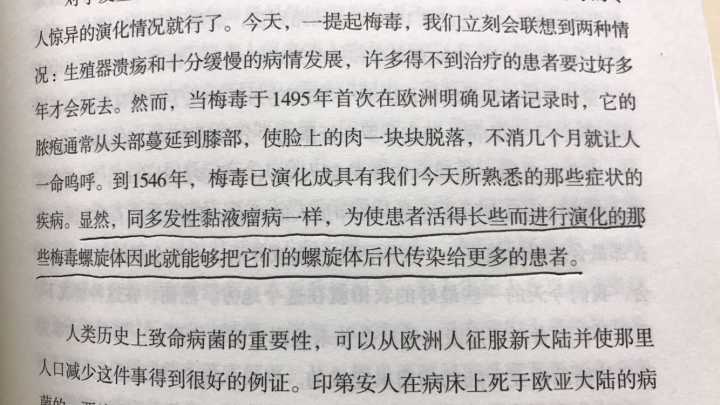 人惊异的演化情况就行了。今天，一提起梅毒，我们立刻会联想到两种情
况：生殖器溃疡和十分缓慢的病情发展，许多得不到治疗的患者要过好多
年才会死去。然而，当梅毒于1495年首次在欧洲明确见诸记录时，它的
脓疱通常从头部蔓延到膝部，使脸上的肉一块块脱落，不消几个月就让人
一命呜呼。到1546年，梅毒已演化成具有我们今天所熟悉的那些症状的
疾病。显然，同多发性黏液瘤病一样，为使患者活得长些而进行演化的那
些梅毒螺旋体因此就能够把它们的螺旋体后代传染给更多的患者。
人类历史上致命病菌的重要性，可以从欧洲人征服新大陆并使那里
人口减少这件事得到很好的例证。印第安人在病床上死于欧亚大陆的病